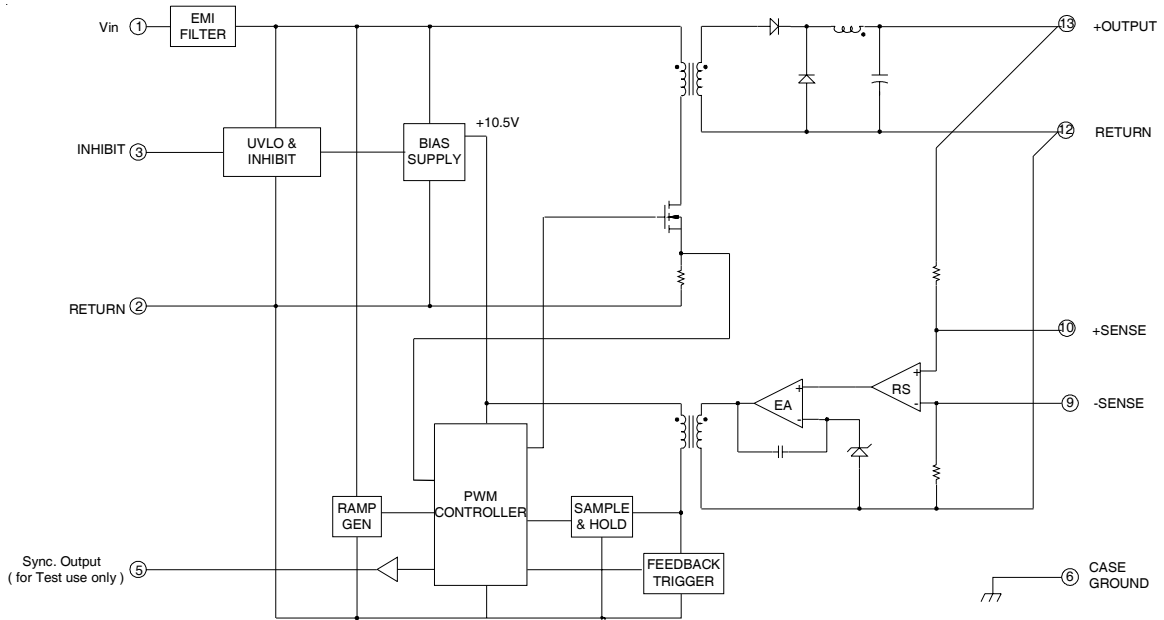 Vin
1
EMI
FILTER
13
+OUTPUT
+10.5V
12
RETURN
INHIBIT
3
UVLO &
INHIBIT
BIAS
SUPPLY
RETURN
2
10
+SENSE
+
RS
-
EA
+
-
9
-SENSE
PWM
CONTROLLER
RAMP
GEN
SAMPLE
& HOLD
Sync. Output
( for Test use only )
5
FEEDBACK
TRIGGER
6
CASE
GROUND